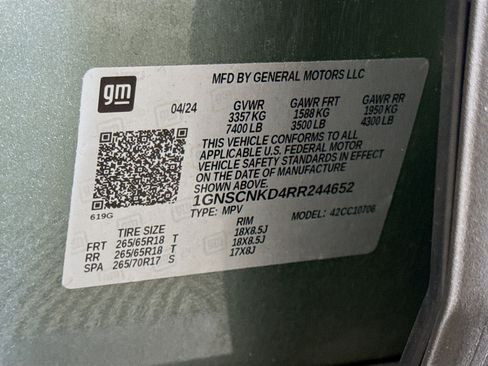 gm
MFD BY GENERAL MOTORS LLC
04/24 GVWR GAWR FRT GAWR RR
3357 KG 1588 KG 1950 KG
7400 LB 3500 LB 4300 LB
THIS VEHICLE CONFORMS TO ALL
APPLICABLE U.S. FEDERAL MOTOR
VEHICLE SAFETY STANDARDS IN EFFECT
ON THE DATE OF MANUFACTURE
SHOWN ABOVE.
1GNSCNKD4RR244652
619G
TYPE: MPV MODEL: 42CC10706
TIRE SIZE RIM
FRT 265/65R18 T 18X8.5J
RR 265/65R18 T 18X8.5J
SPA 265/70R17 S 17X8J